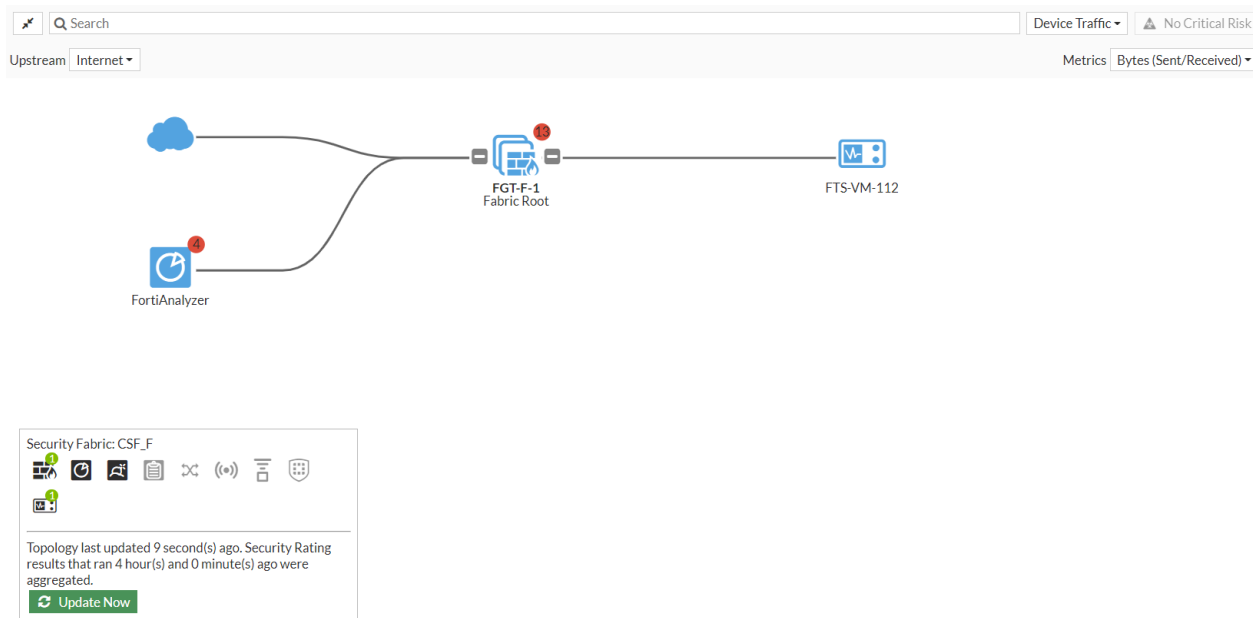 Search
Device Traffic
No Critical Risk
Upstream
Internet
Metrics
Bytes (Sent/Received)
13
FGT-F-1
Fabric Root
FTS-VM-112
4
FortiAnalyzer
Security Fabric: CSF_F
1
1
Topology last updated 9 second(s) ago. Security Rating
results that ran 4 hour(s) and 0 minute(s) ago were
aggregated.
Update Now